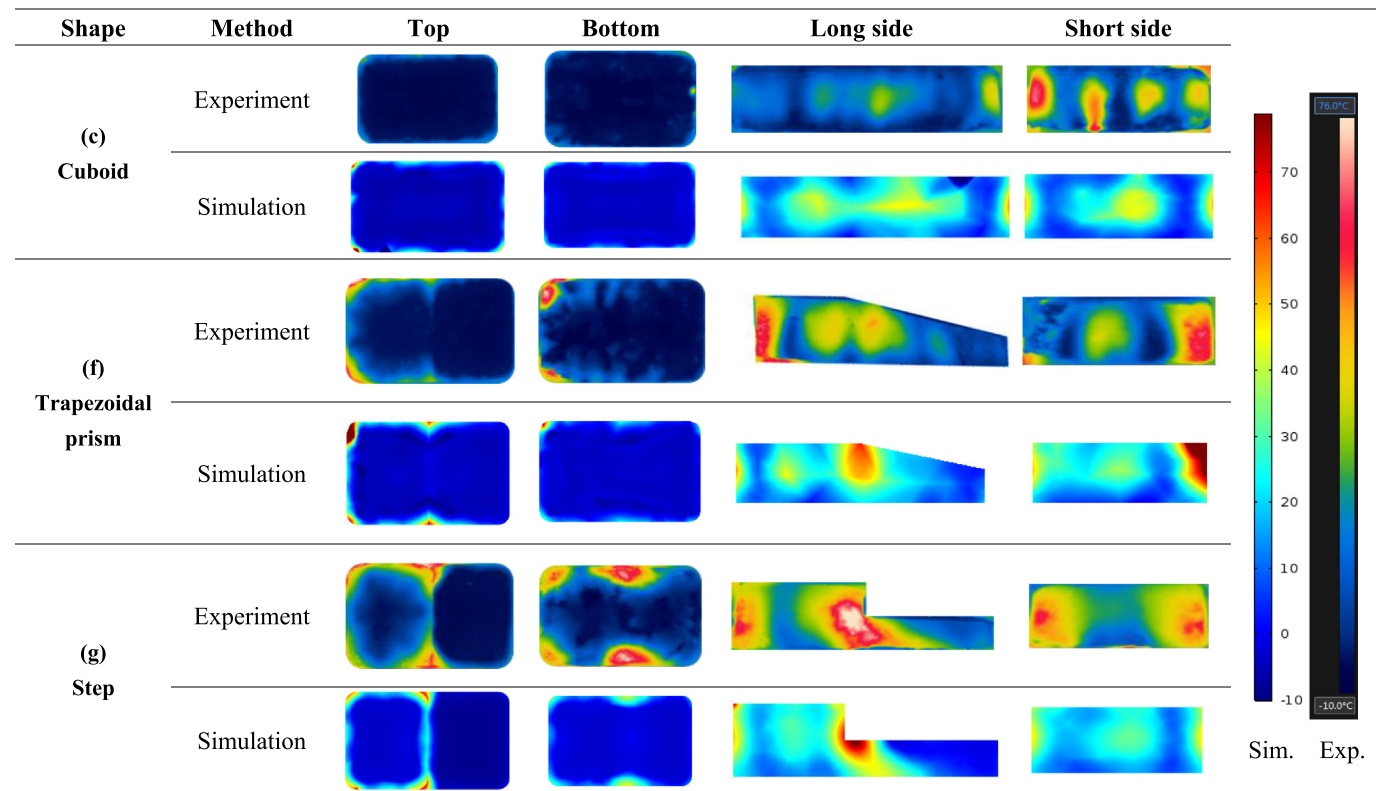 Shape Method Top Bottom Long side Short side
Experiment
(c)
Cuboid
Simulation
Experiment
(f)
Trapezoidal
prism
Simulation
Experiment
(g)
Step
Simulation
70
60
50
40
30
20
10
0
-10
76.0°C
-10.0°C
Sim. Exp.